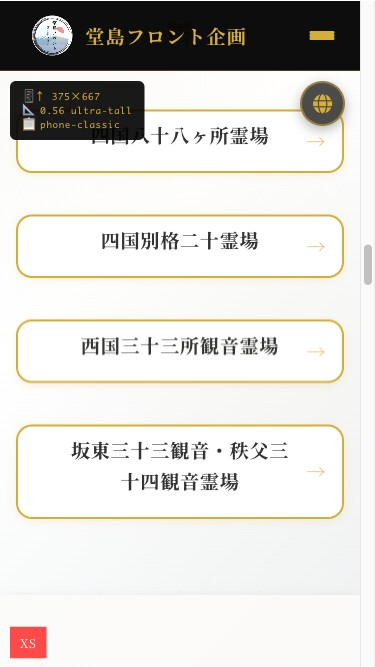 堂島フロント企画
375×667
0.56 ultra-tall
phone-classic
四国八十八ヶ所霊場 →
四国別格二十霊場 →
西国三十三所観音霊場 →
坂東三十三観音・秩父三
十四観音霊場 →
XS